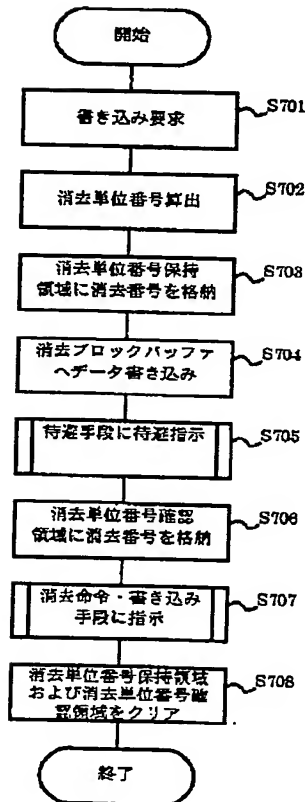 開始
書き込み要求
S701
消去単位番号算出
S702
消去単位番号保持
領域に消去番号を格納
S703
消去ブロックバッファ
へデータ書き込み
S704
待避手段に待避指示
S705
消去単位番号確認
領域に消去番号を格納
S706
消去命令・書き込み
手段に指示
S707
消去単位番号保持領域
および消去単位番号確
認領域をクリア
S708
終了